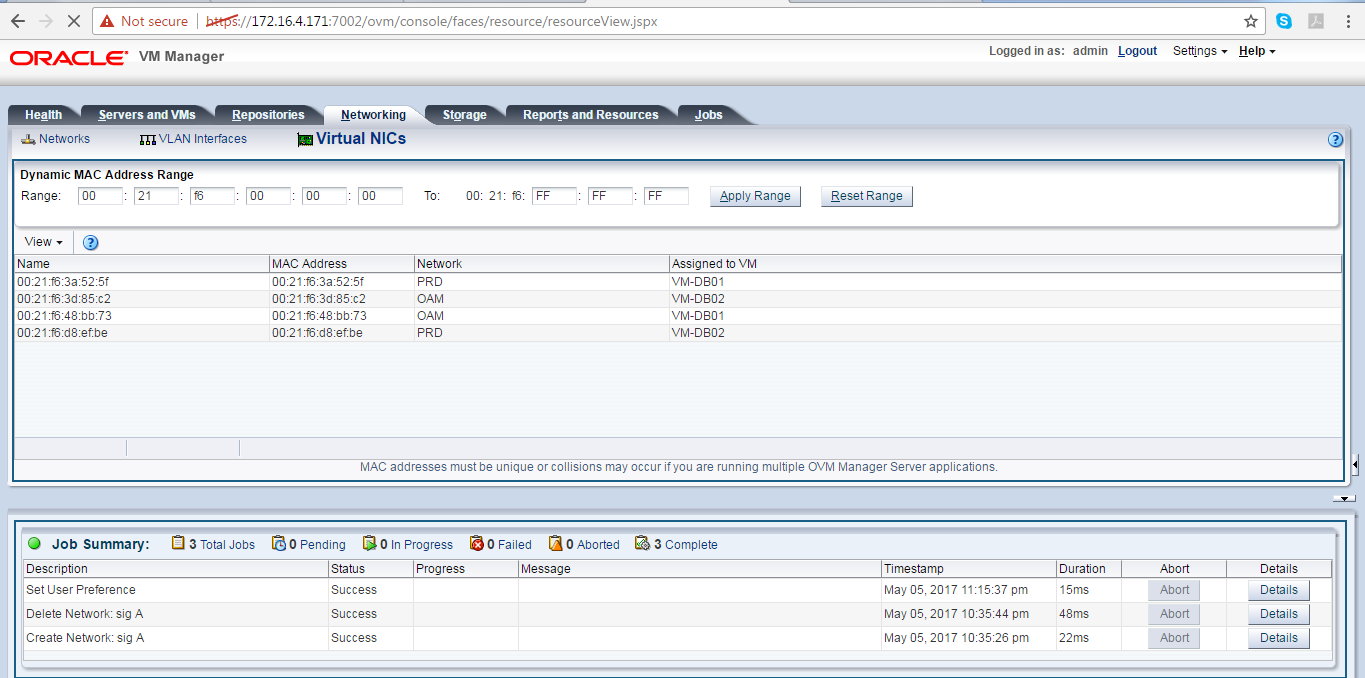 Not secure | https://172.16.4.171:7002/ovm/console/faces/resource/resourceView.jspx
ORACLE® VM Manager
Logged in as: admin Logout Settings Help
Health Servers and VMs Repositories Networking Storage Reports and Resources Jobs
Networks VLAN Interfaces Virtual NICs ?
Dynamic MAC Address Range
Range: 00 : 21 : f6 : 00 : 00 : 00 To: 00: 21: f6: FF : FF : FF Apply Range Reset Range
View ?
Name MAC Address Network Assigned to VM
00:21:f6:3a:52:5f 00:21:f6:3a:52:5f PRD VM-DB01
00:21:f6:3d:85:c2 00:21:f6:3d:85:c2 OAM VM-DB02
00:21:f6:48:bb:73 00:21:f6:48:bb:73 OAM VM-DB01
00:21:f6:d8:ef:be 00:21:f6:d8:ef:be PRD VM-DB02
MAC addresses must be unique or collisions may occur if you are running multiple OVM Manager Server applications.
Job Summary: 3 Total Jobs 0 Pending 0 In Progress 0 Failed 0 Aborted 3 Complete
Description Status Progress Message Timestamp Duration Abort Details
Set User Preference Success May 05, 2017 11:15:37 pm 15ms Abort Details
Delete Network: sig A Success May 05, 2017 10:35:44 pm 48ms Abort Details
Create Network: sig A Success May 05, 2017 10:35:26 pm 22ms Abort Details